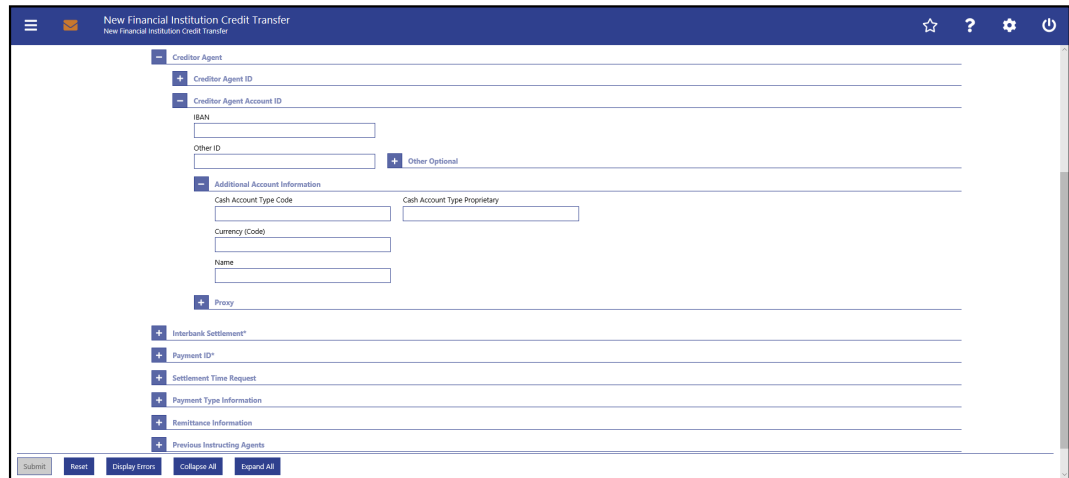 New Financial Institution Credit Transfer
New Financial Institution Credit Transfer
Creditor Agent
Creditor Agent ID
Creditor Agent Account ID
IBAN
Other ID
Other Optional
Additional Account Information
Cash Account Type Code Cash Account Type Proprietary
Currency (Code)
Name
Proxy
Interbank Settlement*
Payment ID*
Settlement Time Request
Payment Type Information
Remittance Information
Previous Instructing Agents
Submit Reset Display Errors Collapse All Expand All